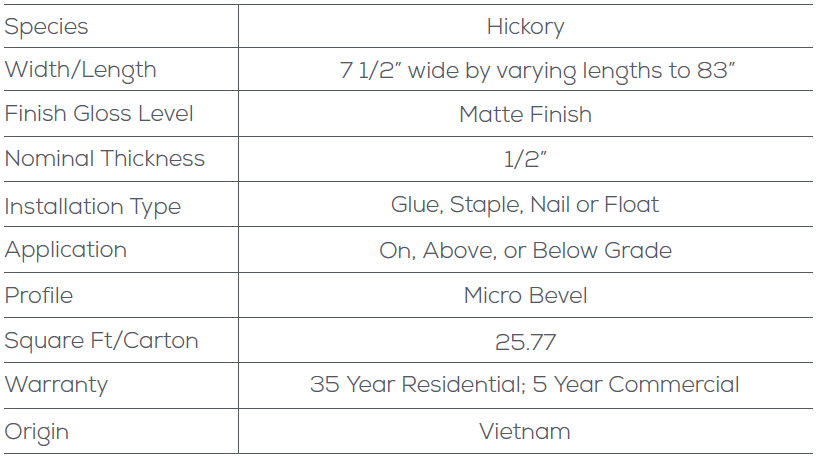 Species Hickory
Width/Length 7 1/2” wide by varying lengths to 83”
Finish Gloss Level Matte Finish
Nominal Thickness 1/2”
Installation Type Glue, Staple, Nail or Float
Application On, Above, or Below Grade
Profile Micro Bevel
Square Ft/Carton 25.77
Warranty 35 Year Residential; 5 Year Commercial
Origin Vietnam